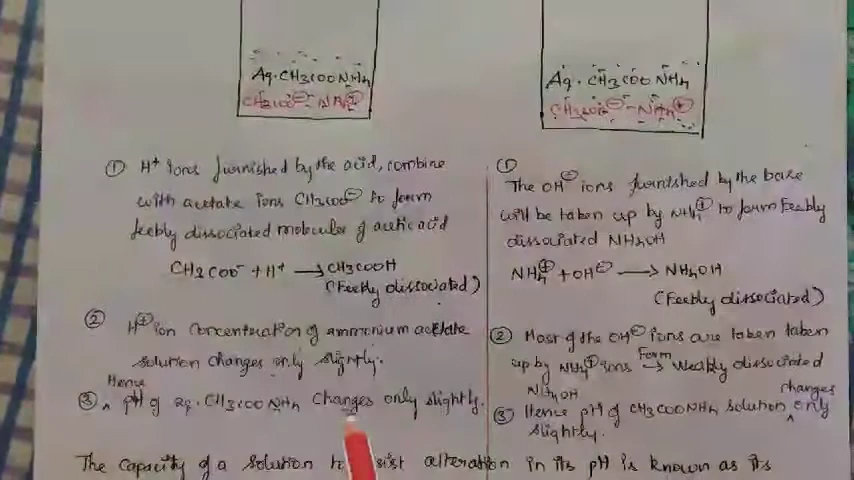 Aq. CH3COONH4
CH3COO⊖ - NH4⊕
① H+ ions furnished by the acid, combine
with acetate ions CH3COO⊖ to form
feebly dissociated molecular of acetic acid
CH3COO- + H+ → CH3COOH
(Feebly dissociated)
② H⊕ ion concentration of ammonium acetate
solution changes only slightly.
Hence
③ ^ pH of aq. CH3COONH4 changes only slightly.
Aq. CH3COONH4
CH3COO⊖ - NH4⊕
①
The OH⊖ ions furnished by the base
will be taken up by NH4⊕ to form feebly
dissociated NH4OH
NH4⊕ + OH⊖ → NH4OH
(Feebly dissociated)
② Most of the OH⊖ ions are taken taken
up by NH4⊕ ions Form → Weakly dissociated
NH4OH
changes
③ Hence pH of CH3COONH4 solution ^ only
slightly.
The capacity of a solution to alteration in its pH is known as its